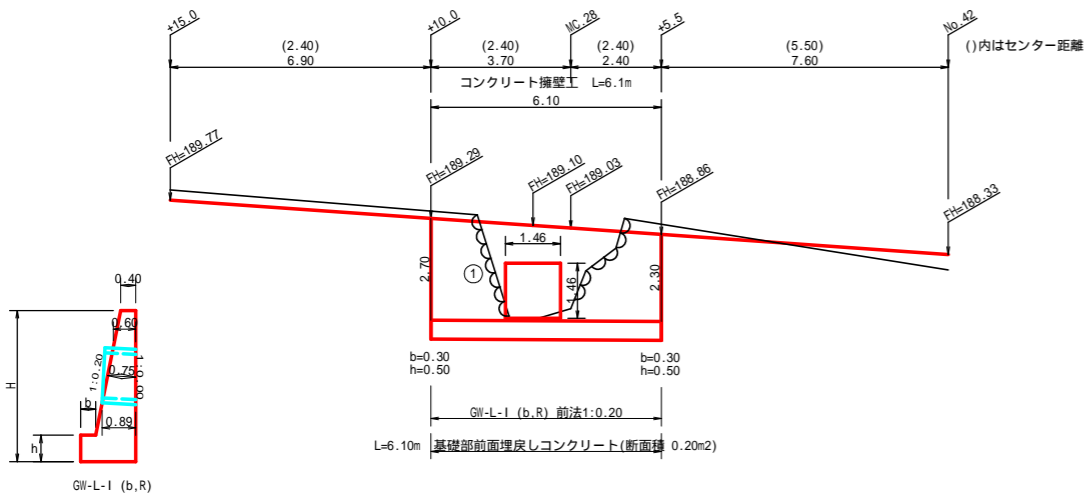 +15.0
+10.0
MC.28
+5.5
No.42
(2.40)
(2.40)
(2.40)
(5.50)
()内はセンター距離
6.90
3.70
2.40
7.60
コンクリート擁壁工 L=6.1m
6.10
FH=189.77
FH=189.29
FH=189.10
FH=189.03
FH=188.86
FH=188.33
1.46
2.70
①
1.46
2.30
0.40
0.60
1:0.20
0.75
1:0.00
H
b
0.89
h
b=0.30
h=0.50
b=0.30
h=0.50
GW-L-I (b,R) 前法1:0.20
L=6.10m 基礎部前面埋戻しコンクリート(断面積 0.20m2)
GW-L-I (b,R)